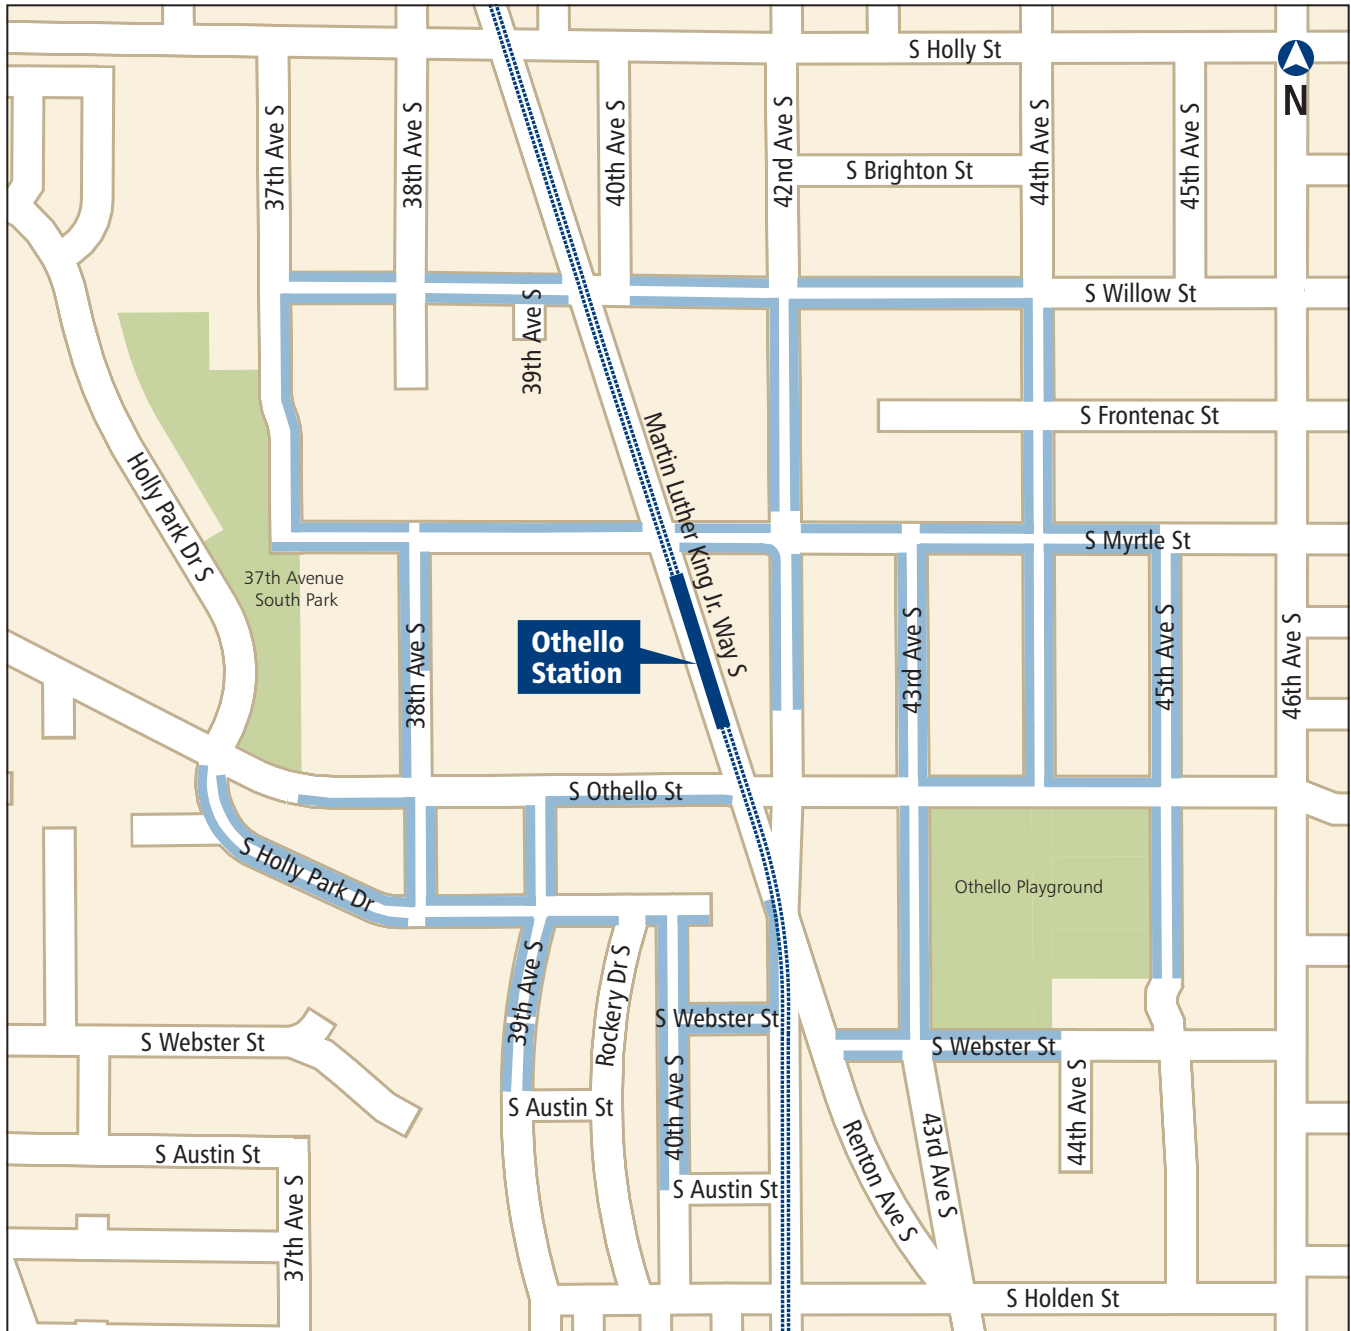 S Holly St
N
37th Ave S
38th Ave S
40th Ave S
42nd Ave S
44th Ave S
45th Ave S
S Brighton St
S Willow St
39th Ave S
S Frontenac St
Martin Luther King Jr. Way S
Holly Park Dr S
S Myrtle St
37th Avenue
South Park
38th Ave S
Othello
Station
43rd Ave S
45th Ave S
46th Ave S
S Othello St
S Holly Park Dr
Othello Playground
39th Ave S
Rockery Dr S
S Webster St
S Webster St
S Webster St
40th Ave S
44th Ave S
S Austin St
S Austin St
S Austin St
37th Ave S
Renton Ave S
43rd Ave S
S Holden St